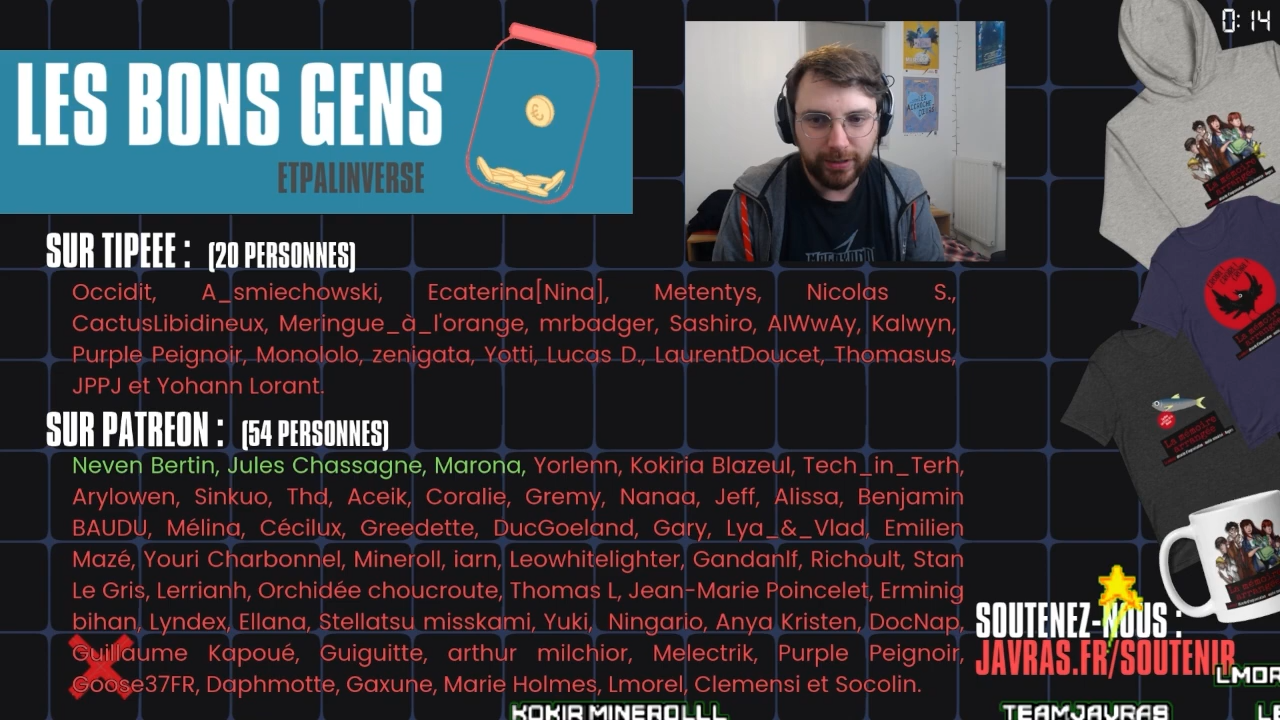 0:14
LES BONS GENS
ETPALINVERSE
SUR TIPEEE : (20 PERSONNES)
Occidit, A_smiechowski, Ecaterina[Nina], Metentys, Nicolas S.,
CactusLibidineux, Meringue_à_l'orange, mrbadger, Sashiro, AlWwAy, Kalwyn,
Purple Peignoir, Monololo, zenigata, Yotti, Lucas D., LaurentDoucet, Thomasus,
JPPJ et Yohann Lorant.
SUR PATREON : (54 PERSONNES)
Neven Bertin, Jules Chassagne, Marona, Yorlenn, Kokiria Blazeul, Tech_in_Terh,
Arylowen, Sinkuo, Thd, Aceik, Coralie, Gremy, Nanaa, Jeff, Alissa, Benjamin
BAUDU, Mélina, Cécilux, Greedette, DucGoeland, Gary, Lya_&_Vlad, Emilien
Mazé, Youri Charbonnel, Mineroll, iarn, Leowhitelighter, Gandanlf, Richoult, Stan
Le Gris, Lerrianh, Orchidée choucroute, Thomas L, Jean-Marie Poincelet, Erminig
bihan, Lyndex, Ellana, Stellatsu misskami, Yuki, Ningario, Anya Kristen, DocNap,
Guillaume Kapoué, Guiguitte, arthur milchior, Melectrik, Purple Peignoir,
Goose37FR, Daphmotte, Gaxune, Marie Holmes, Lmorel, Clemensi et Socolin.
SOUTENEZ-NOUS :
JAVRAS.FR/SOUTENIR
KOKIR MINEROLLL
TEAMJAVRAS